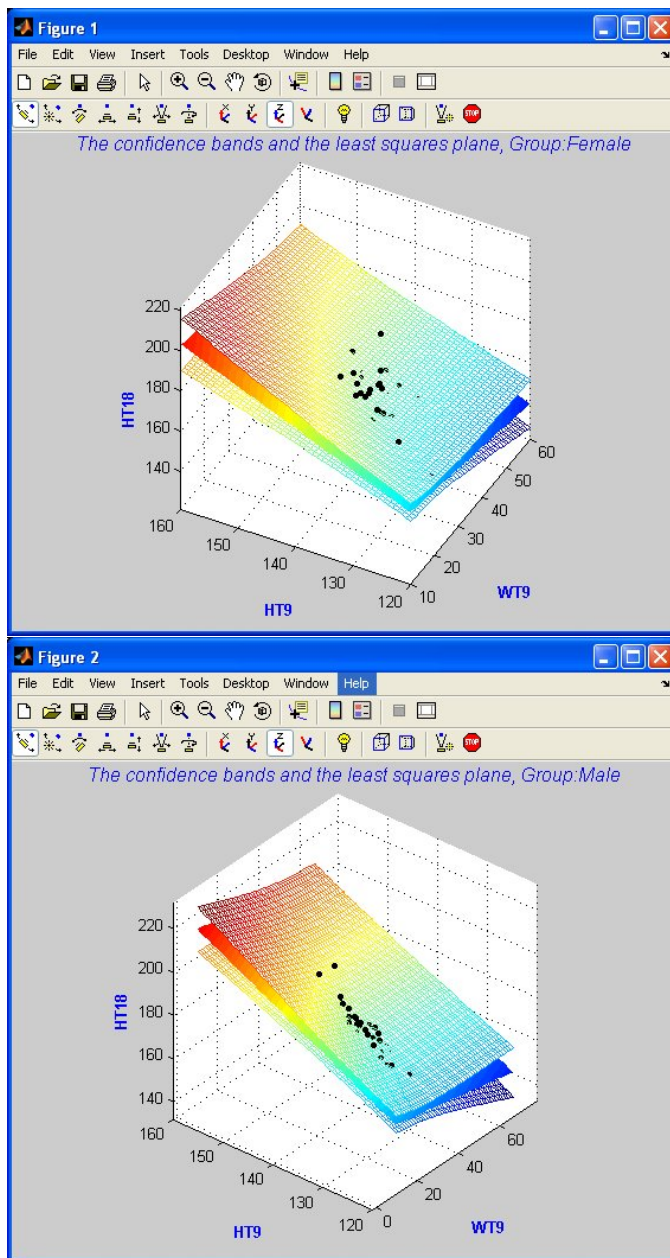 Figure 1
File Edit View Insert Tools Desktop Window Help
STOP
The confidence bands and the least squares plane, Group:Female
220
200
180
160
140
HT18
160
150
140
130
120
HT9
10
20
30
40
50
60
WT9
Figure 2
File Edit View Insert Tools Desktop Window Help
STOP
The confidence bands and the least squares plane, Group:Male
220
200
180
160
140
HT18
160
150
140
130
120
HT9
0
20
40
60
WT9